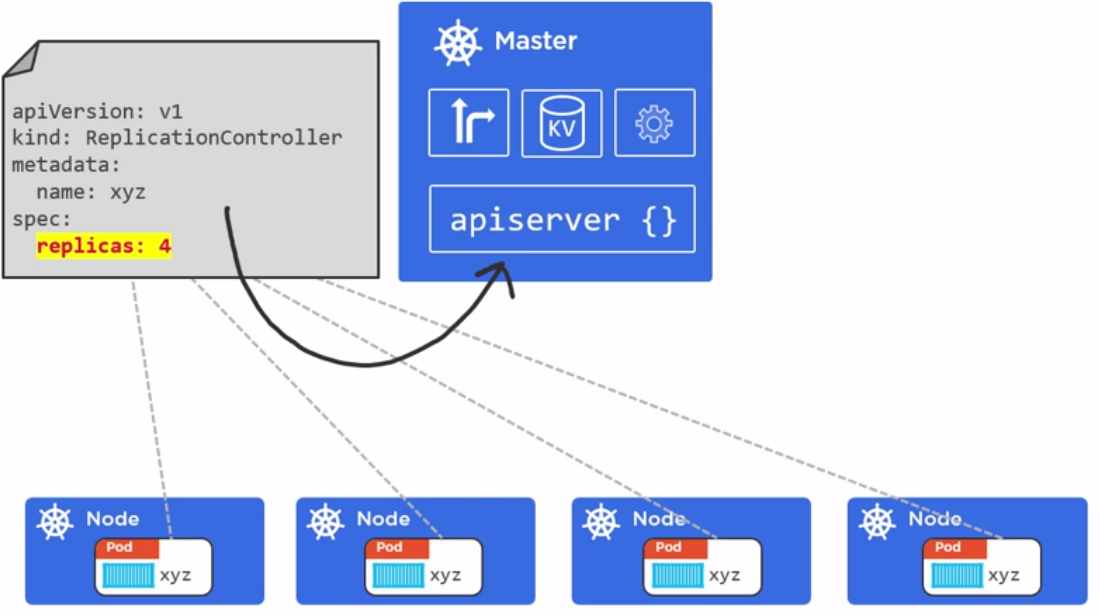 apiVersion: v1
kind: ReplicationController
metadata:
  name: xyz
spec:
  replicas: 4
Master
KV
apiserver {}
Node
Pod
xyz
Node
Pod
xyz
Node
Pod
xyz
Node
Pod
xyz